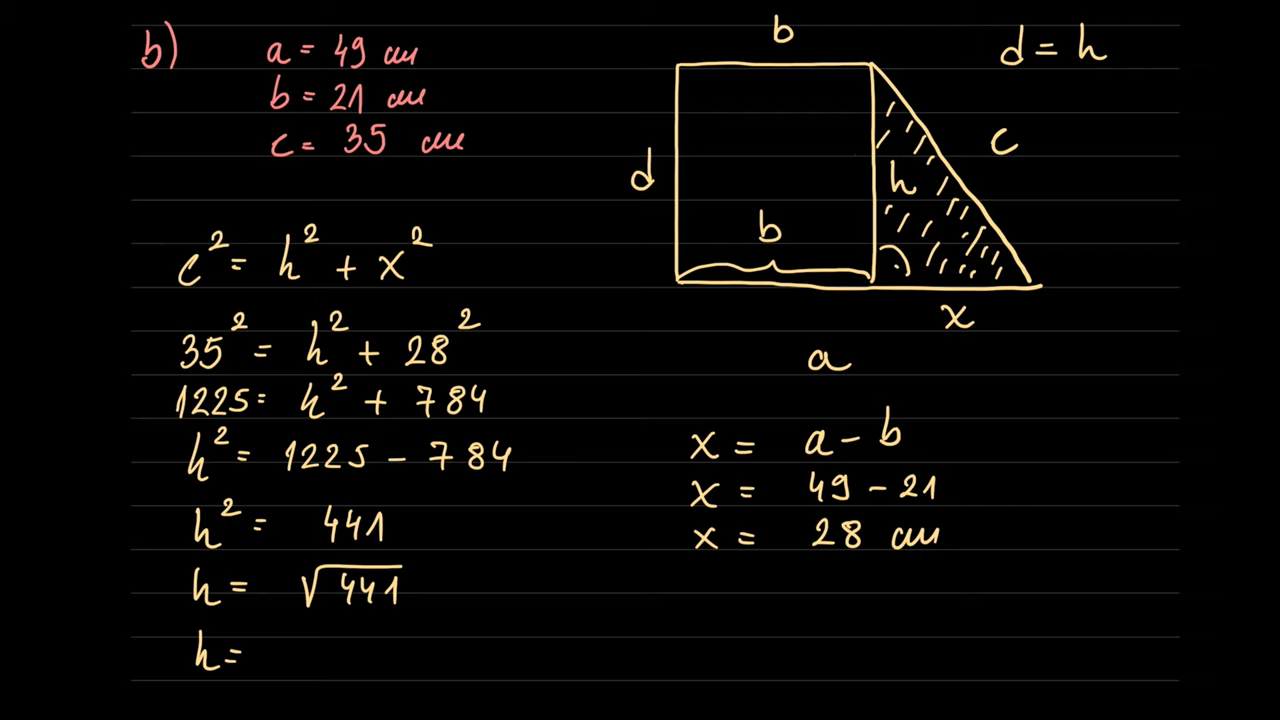 b)
a = 49 cm
b = 21 cm
c = 35 cm
b
d = h
d
h
c
b
x
a
c² = h² + x²
35² = h² + 28²
1225 = h² + 784
h² = 1225 - 784
h² = 441
h = √441
h =
x = a - b
x = 49 - 21
x = 28 cm